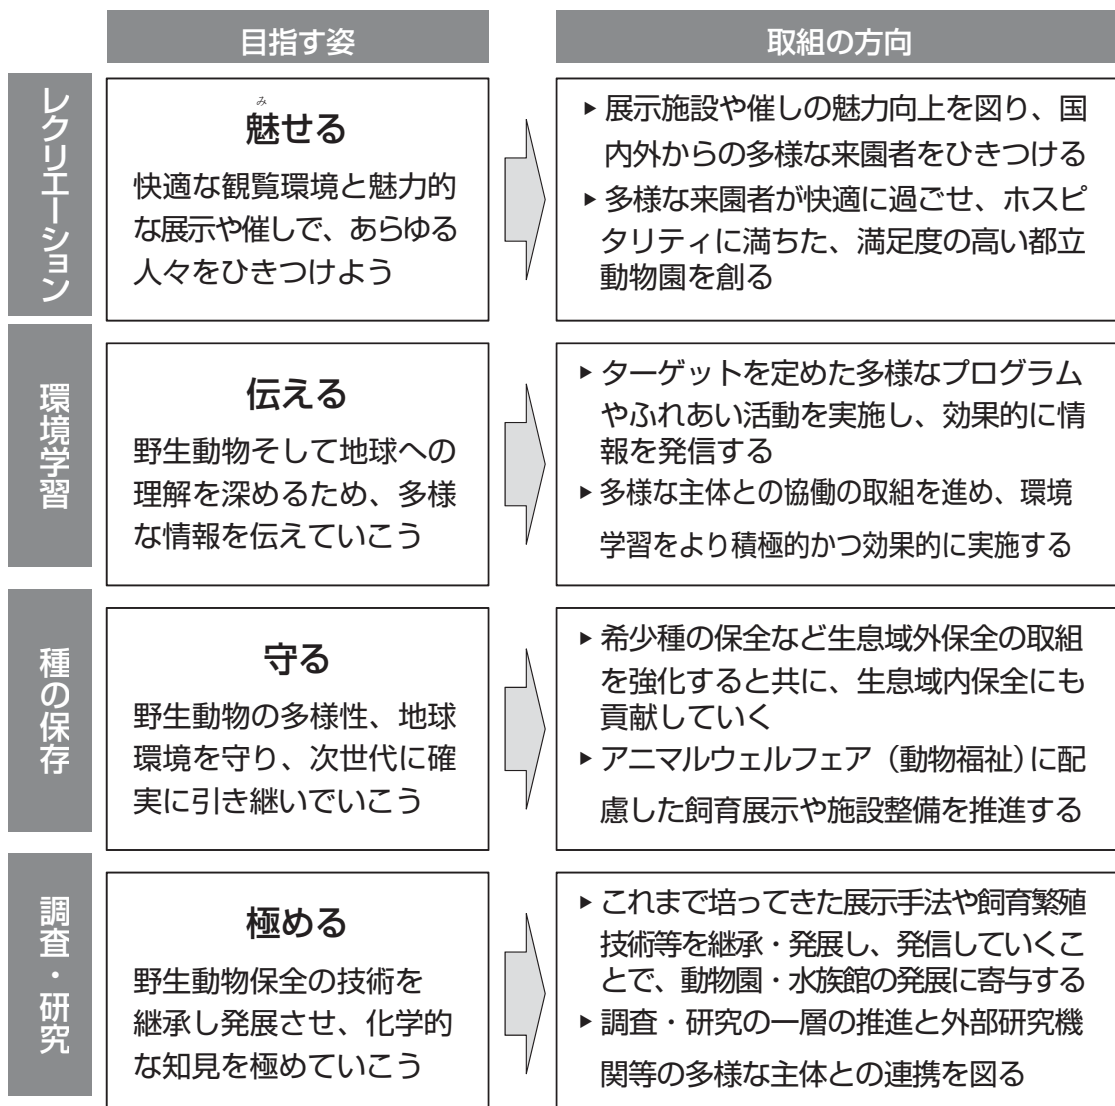 目指す姿
取組の方向
レクリエーション
み
魅せる
快適な観覧環境と魅力的
な展示や催しで、あらゆる
人々をひきつけよう
▶ 展示施設や催しの魅力向上を図り、国
内外からの多様な来園者をひきつける
▶ 多様な来園者が快適に過ごせ、ホスピ
タリティに満ちた、満足度の高い都立
動物園を創る
環境学習
伝える
野生動物そして地球への
理解を深めるため、多様
な情報を伝えていこう
▶ ターゲットを定めた多様なプログラム
やふれあい活動を実施し、効果的に情
報を発信する
▶ 多様な主体との協働の取組を進め、環境
学習をより積極的かつ効果的に実施する
種の保存
守る
野生動物の多様性、地球
環境を守り、次世代に確
実に引き継いでいこう
▶ 希少種の保全など生息域外保全の取組
を強化すると共に、生息域内保全にも
貢献していく
▶ アニマルウェルフェア（動物福祉）に配
慮した飼育展示や施設整備を推進する
調査・研究
極める
野生動物保全の技術を
継承し発展させ、化学的
な知見を極めていこう
▶ これまで培ってきた展示手法や飼育繁殖
技術等を継承・発展し、発信していくこ
とで、動物園・水族館の発展に寄与する
▶ 調査・研究の一層の推進と外部研究機
関等の多様な主体との連携を図る